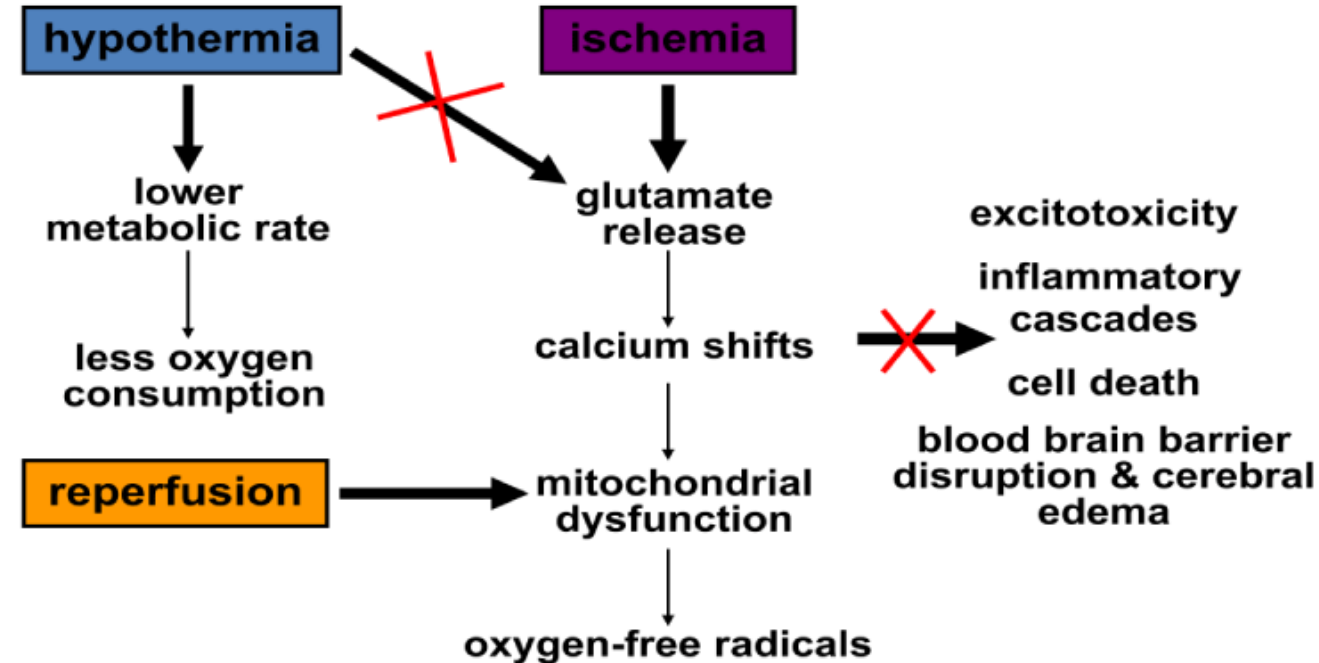 hypothermia
ischemia
lower
metabolic rate
glutamate
release
excitotoxicity
inflammatory
cascades
less oxygen
consumption
calcium shifts
cell death
blood brain barrier
disruption & cerebral
edema
reperfusion
mitochondrial
dysfunction
oxygen-free radicals